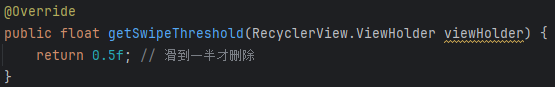 @Override
public float getSwipeThreshold(RecyclerView.ViewHolder viewHolder) {
    return 0.5f; // 滑到一半才删除
}